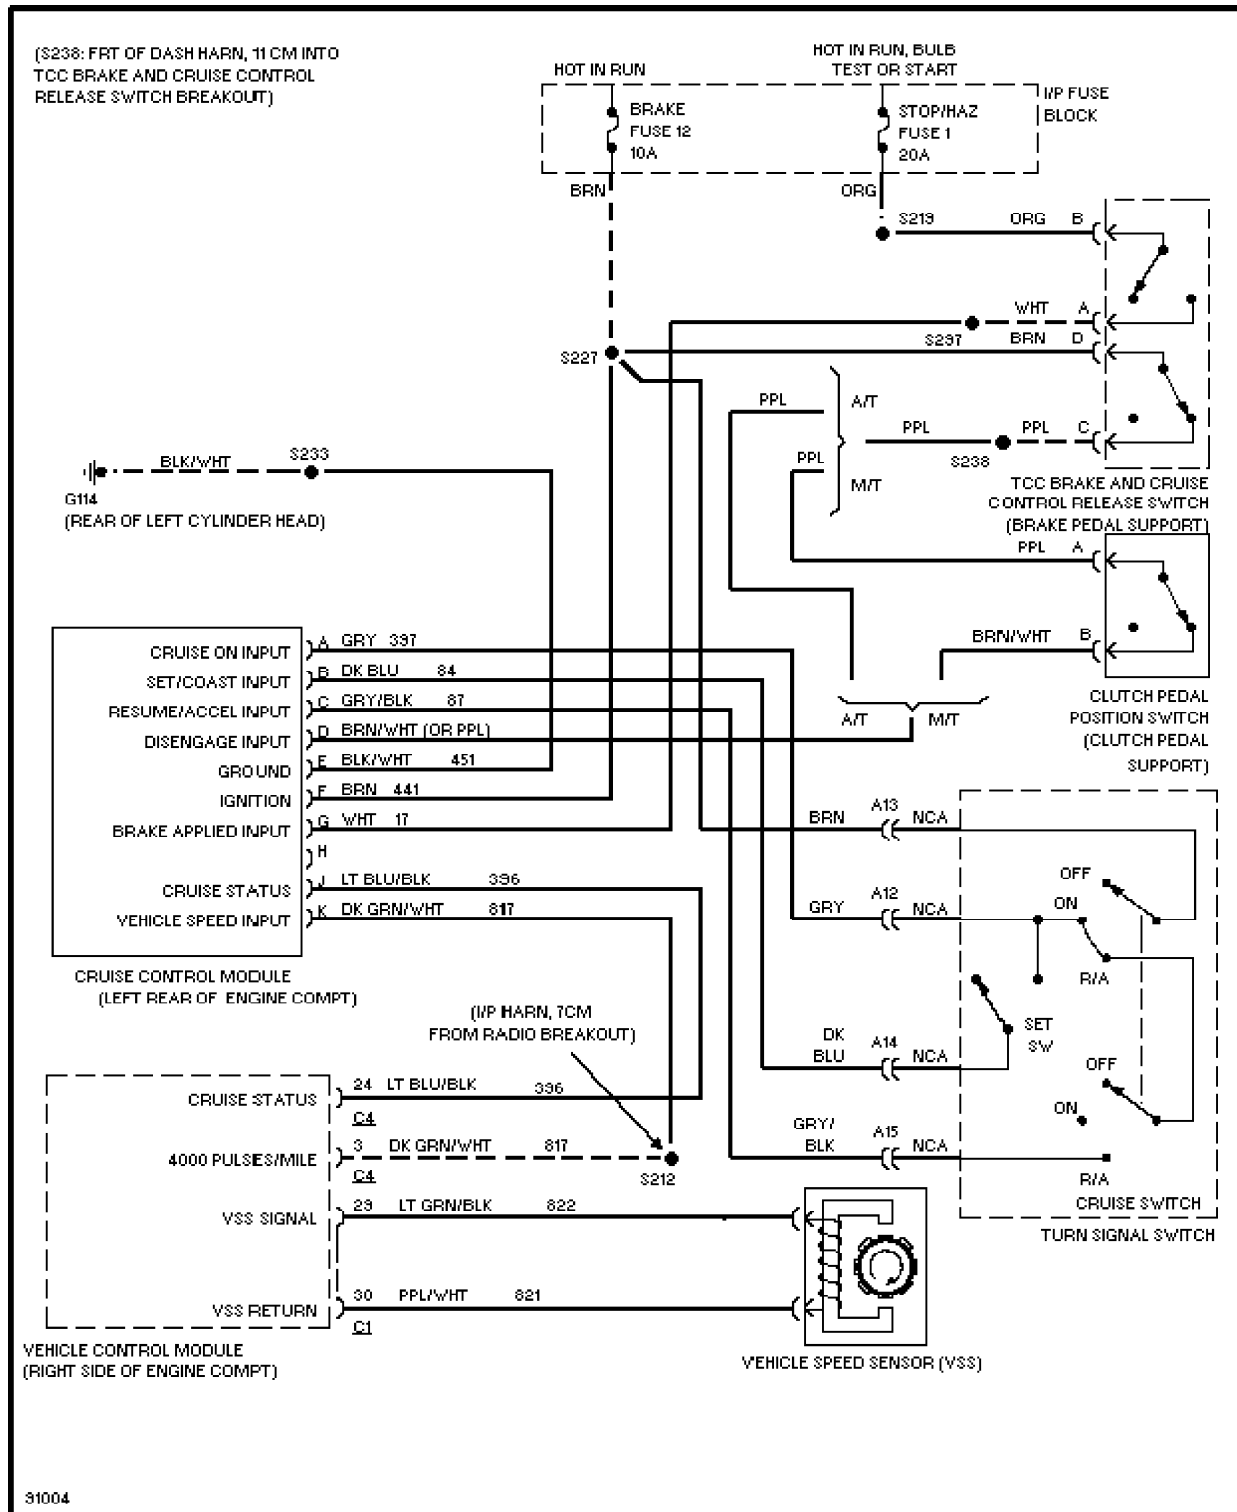 (S238: FRT OF DASH HARN, 11 CM INTO
TCC BRAKE AND CRUISE CONTROL
RELEASE SWITCH BREAKOUT)
HOT IN RUN
HOT IN RUN, BULB
TEST OR START
I/P FUSE
BLOCK
BRAKE
FUSE 12
10A
STOP/HAZ
FUSE 1
20A
BRN
ORG
S219
ORG B
WHT A
S297
BRN D
S227
PPL
A/T
PPL
PPL C
S238
PPL
M/T
TCC BRAKE AND CRUISE
CONTROL RELEASE SWITCH
(BRAKE PEDAL SUPPORT)
BLK/WHT
S233
G114
(REAR OF LEFT CYLINDER HEAD)
PPL A
BRN/WHT B
CLUTCH PEDAL
POSITION SWITCH
(CLUTCH PEDAL
SUPPORT)
A/T
M/T
CRUISE ON INPUT A GRY 397
SET/COAST INPUT B DK BLU 84
RESUME/ACCEL INPUT C GRY/BLK 87
DISENGAGE INPUT D BRN/WHT (OR PPL)
GROUND E BLK/WHT 451
IGNITION F BRN 441
BRAKE APPLIED INPUT G WHT 17
H
CRUISE STATUS J LT BLU/BLK 396
VEHICLE SPEED INPUT K DK GRN/WHT 817
CRUISE CONTROL MODULE
(LEFT REAR OF ENGINE COMPT)
BRN A13 NCA
OFF
ON
GRY A12 NCA
R/A
SET
SW
DK
BLU A14 NCA
OFF
ON
GRY/
BLK A15 NCA
R/A
CRUISE SWITCH
TURN SIGNAL SWITCH
(I/P HARN, 7CM
FROM RADIO BREAKOUT)
CRUISE STATUS 24 LT BLU/BLK 396
C4
4000 PULSES/MILE 3 DK GRN/WHT 817
C4
S212
VSS SIGNAL 29 LT GRN/BLK 822
VSS RETURN 30 PPL/WHT 821
C1
VEHICLE CONTROL MODULE
(RIGHT SIDE OF ENGINE COMPT)
VEHICLE SPEED SENSOR (VSS)
91004